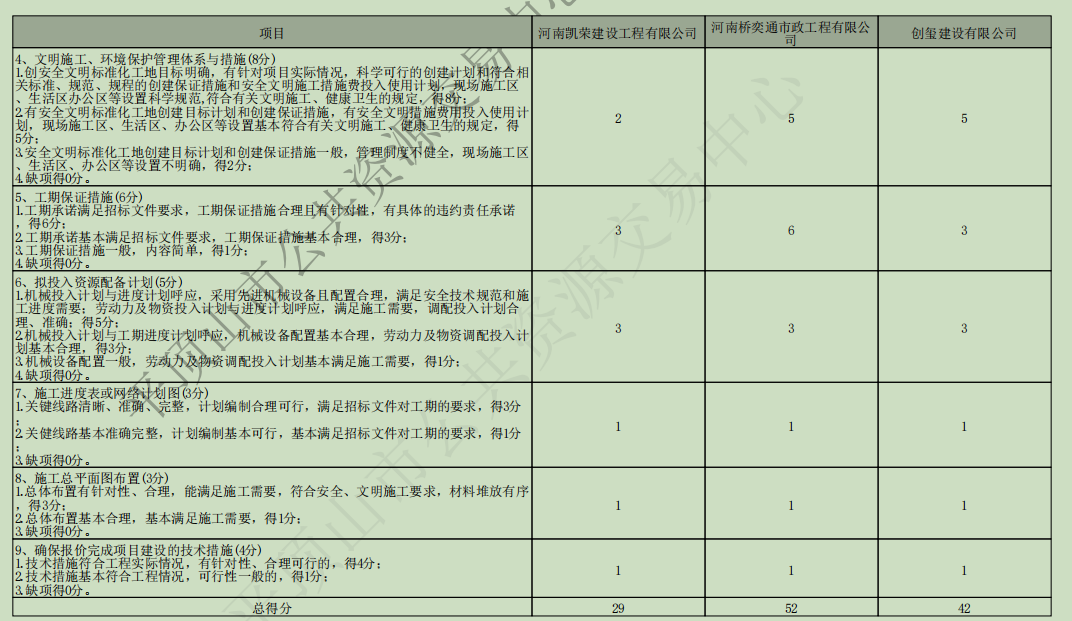 项目
河南凯荣建设工程有限公司
河南桥奕通市政工程有限公
司
创玺建设有限公司
4、文明施工、环境保护管理体系与措施(8分)
1.创安全文明标准化工地目标明确，有针对项目实际情况，科学可行的创建计划和符合相
关标准、规范、规程的创建保证措施和安全文明施工措施费投入使用计划；现场施工区
、生活区办公区等设置科学规范,符合有关文明施工、健康卫生的规定，得8分；
2.有安全文明标准化工地创建目标计划和创建保证措施，有安全文明措施费用投入使用计
划，现场施工区、生活区、办公区等设置基本符合有关文明施工、健康卫生的规定，得
5分；
3.安全文明标准化工地创建目标计划和创建保证措施一般，管理制度不健全，现场施工区
、生活区、办公区等设置不明确，得2分；
4.缺项得0分。
2
5
5
5、工期保证措施(6分)
1.工期承诺满足招标文件要求，工期保证措施合理且有针对性，有具体的违约责任承诺
，得6分；
2.工期承诺基本满足招标文件要求，工期保证措施基本合理，得3分；
3.工期保证措施一般，内容简单，得1分；
4.缺项得0分。
3
6
3
6、拟投入资源配备计划(5分)
1.机械投入计划与进度计划呼应，采用先进机械设备且配置合理，满足安全技术规范和施
工进度需要；劳动力及物资投入计划与进度计划呼应，满足施工需要，调配投入计划合
理、准确；得5分；
2.机械投入计划与工期进度计划呼应，机械设备配置基本合理，劳动力及物资调配投入计
划基本合理，得3分；
3.机械设备配置一般，劳动力及物资调配投入计划基本满足施工需要，得1分；
4.缺项得0分。
3
3
3
7、施工进度表或网络计划图(3分)
1.关键线路清晰、准确、完整，计划编制合理可行，满足招标文件对工期的要求，得3分
；
2.关健线路基本准确完整，计划编制基本可行，基本满足招标文件对工期的要求，得1分
；
3.缺项得0分。
1
1
1
8、施工总平面图布置(3分)
1.总体布置有针对性、合理，能满足施工需要，符合安全、文明施工要求，材料堆放有序
，得3分；
2.总体布置基本合理，基本满足施工需要，得1分；
3.缺项得0分。
1
1
1
9、确保报价完成项目建设的技术措施(4分)
1.技术措施符合工程实际情况，有针对性、合理可行的，得4分；
2.技术措施基本符合工程情况，可行性一般的，得1分；
3.缺项得0分。
1
1
1
总得分
29
52
42
平顶山市公共资源交易中心
平顶山市公共资源交易中心